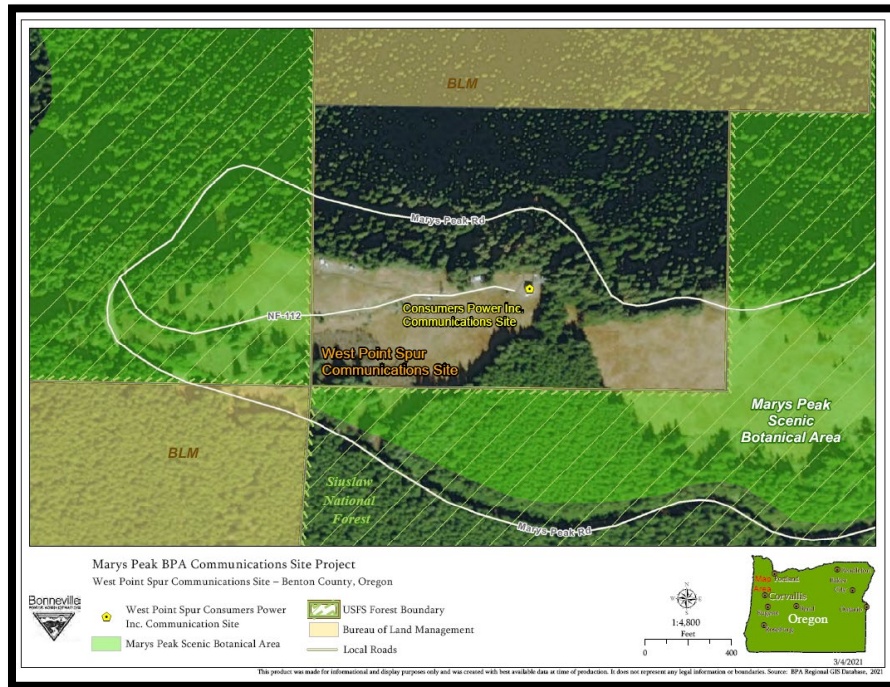 BLM
Marys-Peak-Rd
Consumers Power Inc.
Communications Site
NF-112
West Point Spur
Communications Site
Marys Peak
Scenic
Botanical Area
BLM
Siuslaw
National
Forest
Marys-Peak-Rd
Marys Peak BPA Communications Site Project
West Point Spur Communications Site – Benton County, Oregon
Bonneville
POWER ADMINISTRATION
West Point Spur Consumers Power
Inc. Communication Site
Marys Peak Scenic Botanical Area
USFS Forest Boundary
Bureau of Land Management
Local Roads
N
1:4,800
Feet
0 400
Map
Area
Portland
Corvallis
Oregon
3/4/2021
This product was made for informational and display purposes only and was created with best available data at time of production. It does not represent any legal information or boundaries. Source: BPA Regional GIS Database, 2021